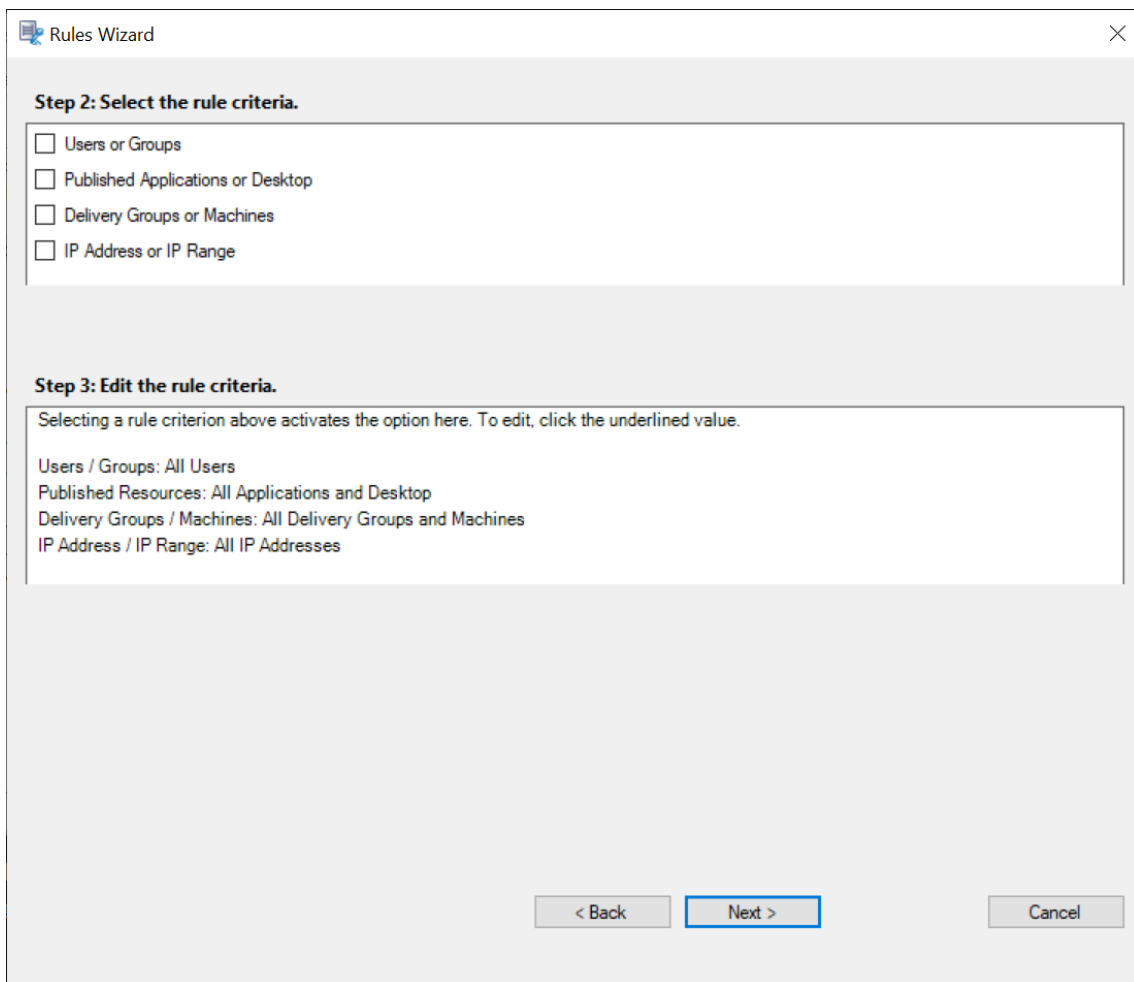 Rules Wizard
Step 2: Select the rule criteria.
Users or Groups
Published Applications or Desktop
Delivery Groups or Machines
IP Address or IP Range
Step 3: Edit the rule criteria.
Selecting a rule criterion above activates the option here. To edit, click the underlined value.
Users / Groups: All Users
Published Resources: All Applications and Desktop
Delivery Groups / Machines: All Delivery Groups and Machines
IP Address / IP Range: All IP Addresses
< Back
Next >
Cancel